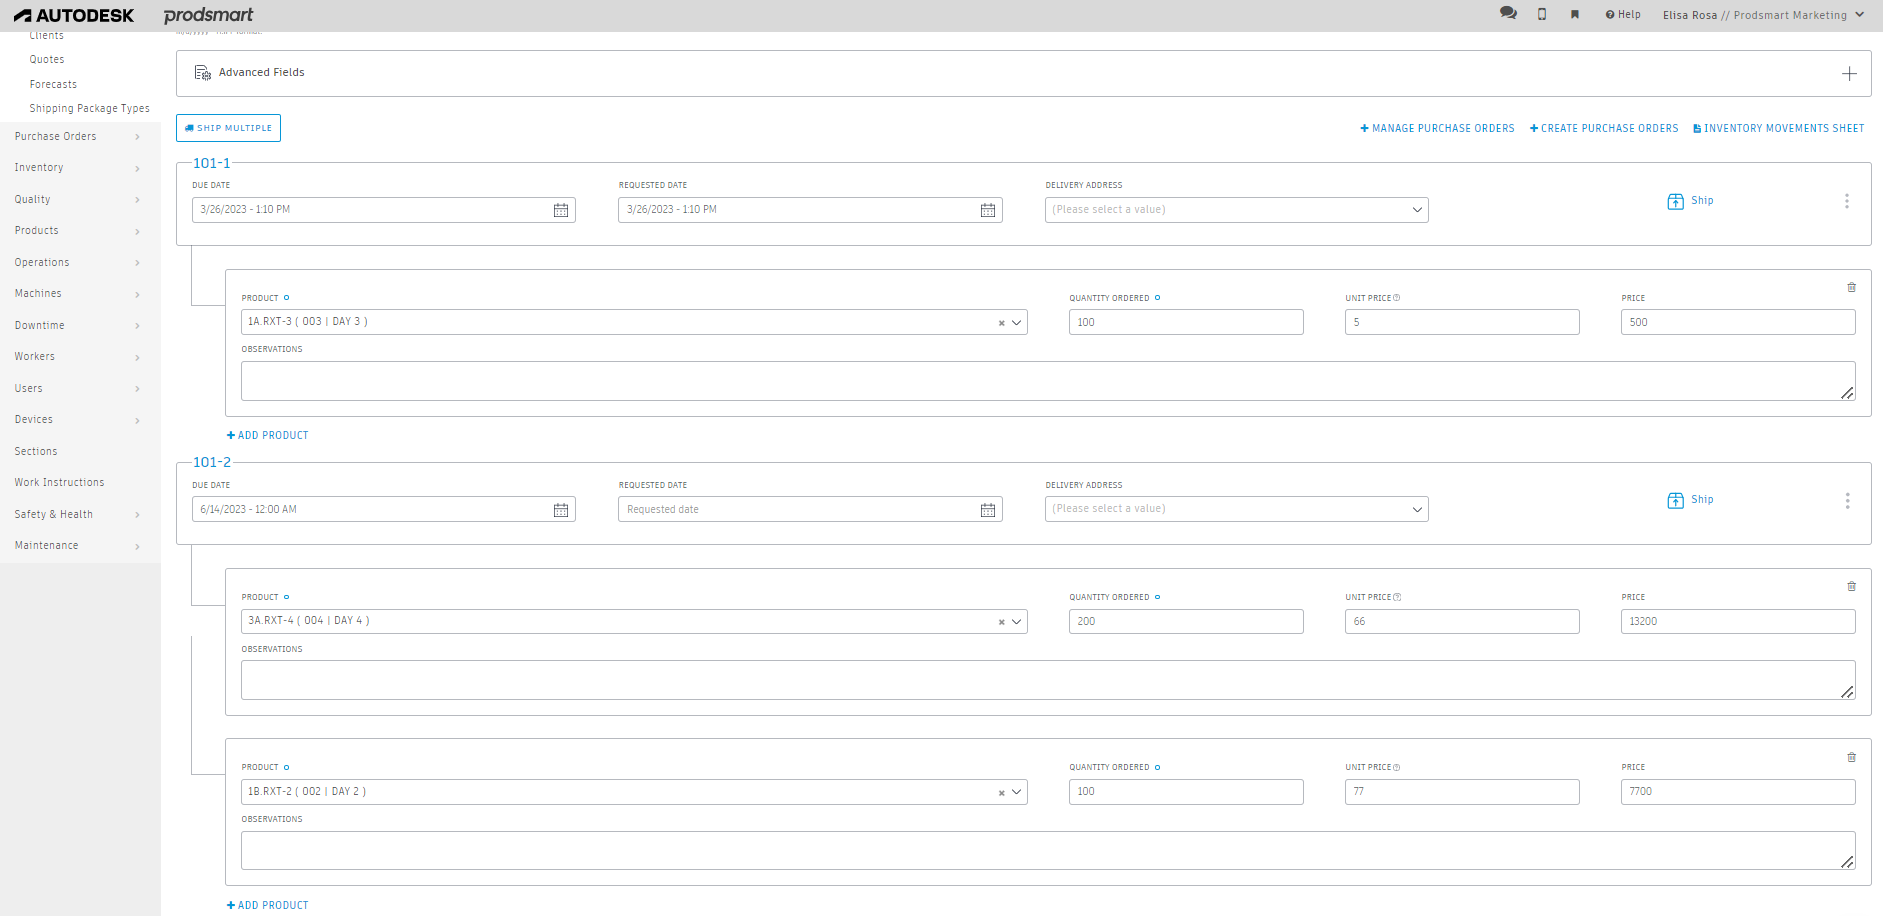 AUTODESK prodsmart Help Elisa Rosa // Prodsmart Marketing
Clients
Quotes
Forecasts
Shipping Package Types
Purchase Orders
Inventory
Quality
Products
Operations
Machines
Downtime
Workers
Users
Devices
Sections
Work Instructions
Safety & Health
Maintenance
Advanced Fields
SHIP MULTIPLE
MANAGE PURCHASE ORDERS CREATE PURCHASE ORDERS INVENTORY MOVEMENTS SHEET
101-1
DUE DATE REQUESTED DATE DELIVERY ADDRESS
3/26/2023 - 1:10 PM 3/26/2023 - 1:10 PM (Please select a value) Ship
PRODUCT QUANTITY ORDERED UNIT PRICE PRICE
1A.RXT-3 ( 003 | DAY 3 ) 100 5 500
OBSERVATIONS
ADD PRODUCT
101-2
DUE DATE REQUESTED DATE DELIVERY ADDRESS
6/14/2023 - 12:00 AM Requested date (Please select a value) Ship
PRODUCT QUANTITY ORDERED UNIT PRICE PRICE
3A.RXT-4 ( 004 | DAY 4 ) 200 66 13200
OBSERVATIONS
PRODUCT QUANTITY ORDERED UNIT PRICE PRICE
1B.RXT-2 ( 002 | DAY 2 ) 100 77 7700
OBSERVATIONS
ADD PRODUCT